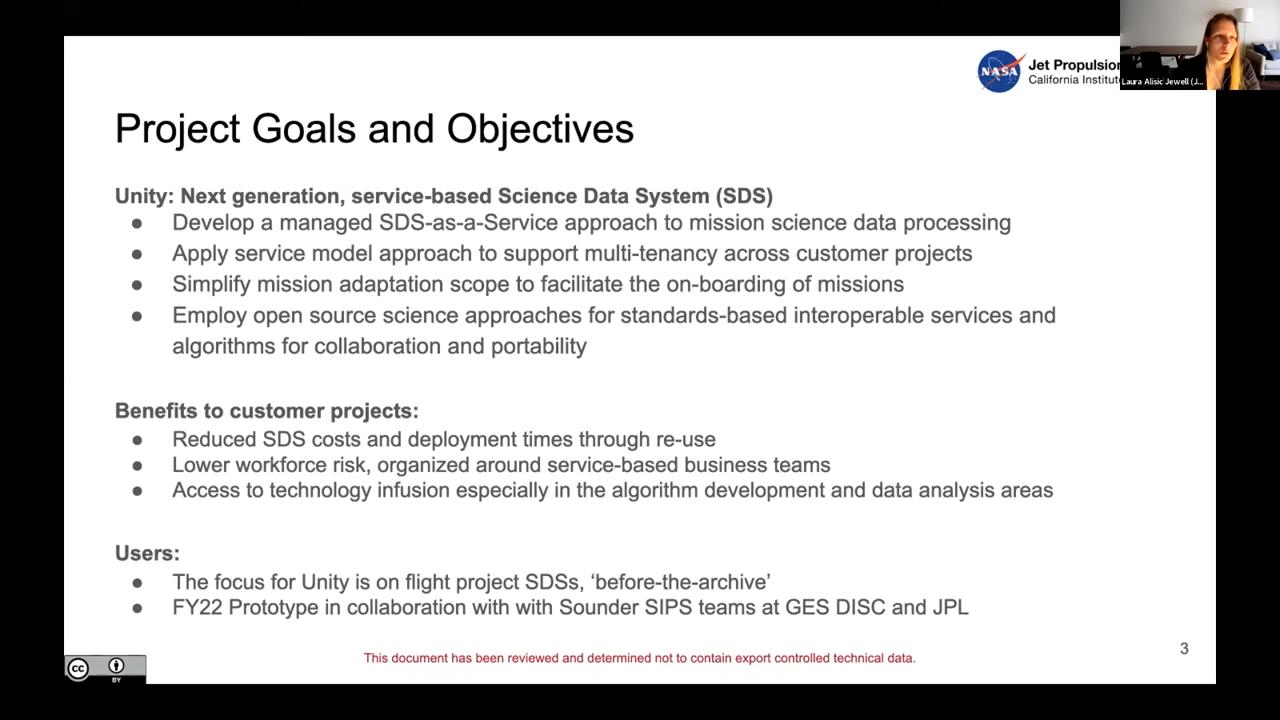 NASA
Jet Propulsion
California Institute
Laura Alisic Jewell (J...
Project Goals and Objectives
Unity: Next generation, service-based Science Data System (SDS)
● Develop a managed SDS-as-a-Service approach to mission science data processing
● Apply service model approach to support multi-tenancy across customer projects
● Simplify mission adaptation scope to facilitate the on-boarding of missions
● Employ open source science approaches for standards-based interoperable services and
algorithms for collaboration and portability
Benefits to customer projects:
● Reduced SDS costs and deployment times through re-use
● Lower workforce risk, organized around service-based business teams
● Access to technology infusion especially in the algorithm development and data analysis areas
Users:
● The focus for Unity is on flight project SDSs, ‘before-the-archive’
● FY22 Prototype in collaboration with with Sounder SIPS teams at GES DISC and JPL
3
This document has been reviewed and determined not to contain export controlled technical data.
cc
BY